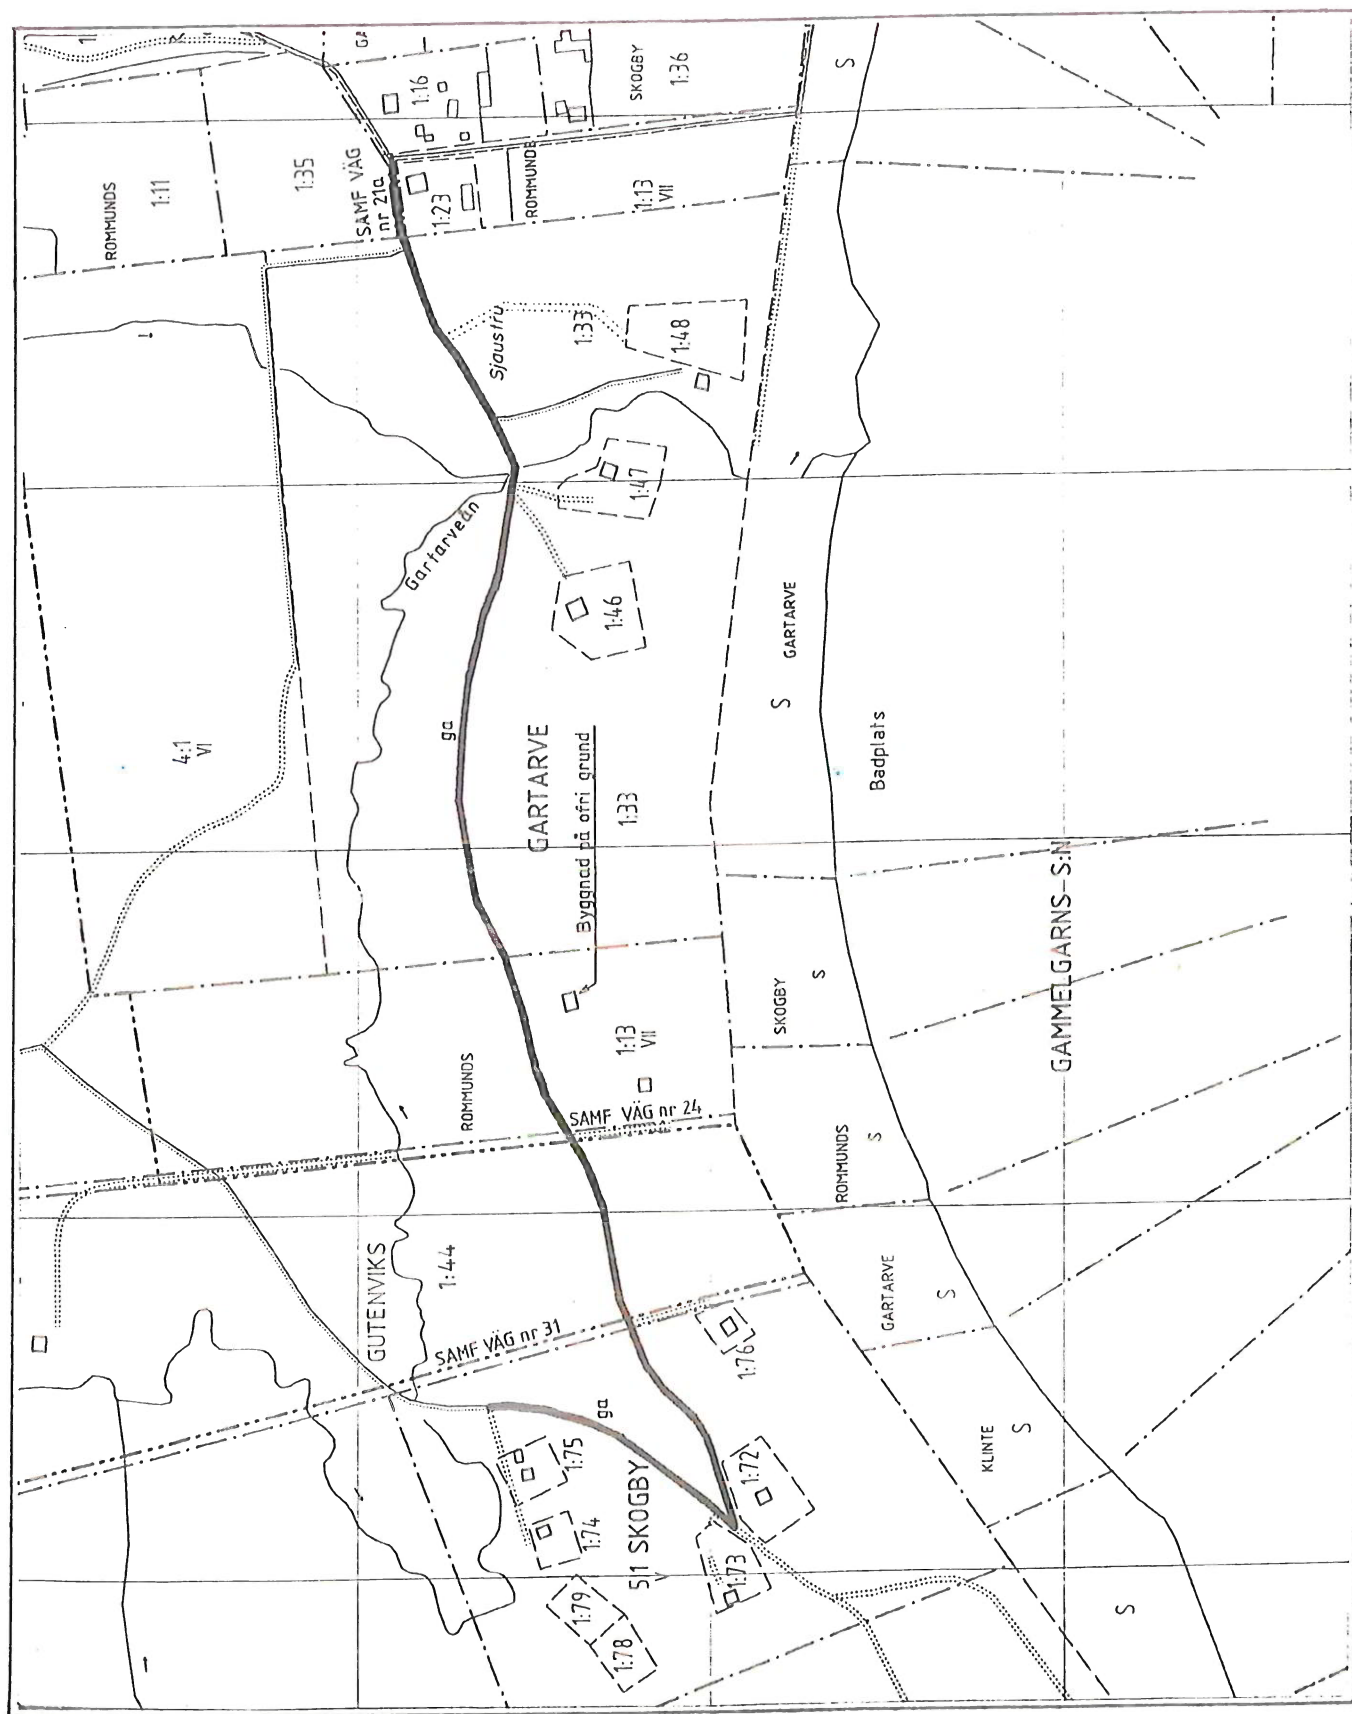 1:16
SKOGBY
1:36
S
ROMMUNDS
1:11
1:35
SAMF VÄG
nr 21a
1:23
ROMMUNDS
1:13
VII
Sjaustru
1:33
1:48
1:47
Gartarveån
1:46
GARTARVE
S
4:1
VI
ga
GARTARVE
Byggnad på ofri grund
1:33
Badplats
GAMMELGARNS-S:N
SKOGBY
S
1:13
VII
ROMMUNDS
SAMF VÄG nr 24
ROMMUNDS
S
GUTENVIKS
1:44
SAMF VÄG nr 31
1:76
GARTARVE
S
ga
1:75
1:74
5:1 SKOGBY
V
1:72
1:73
KLINTE
S
1:79
1:78
S